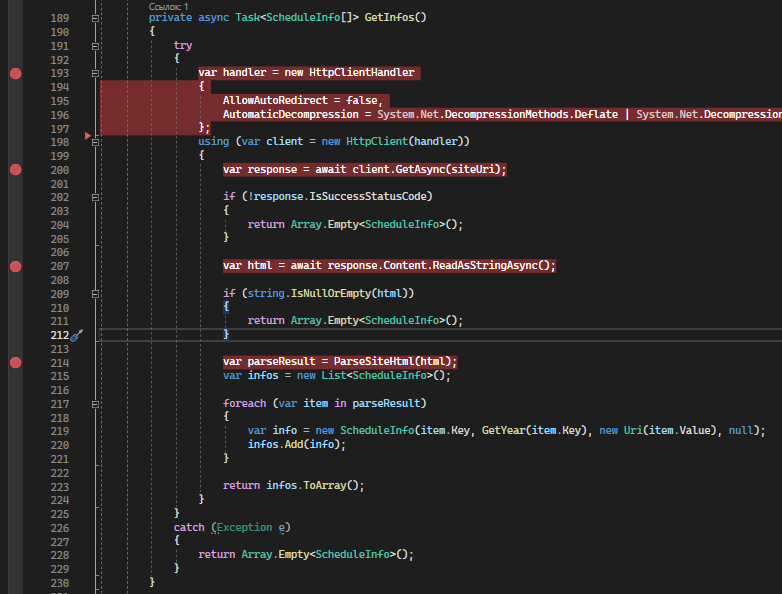 Ссылок: 1
189 private async Task<ScheduleInfo[]> GetInfos()
190 {
191 try
192 {
193 var handler = new HttpClientHandler
194 {
195 AllowAutoRedirect = false,
196 AutomaticDecompression = System.Net.DecompressionMethods.Deflate | System.Net.Decompression
197 };
198 using (var client = new HttpClient(handler))
199 {
200 var response = await client.GetAsync(siteUri);
201
202 if (!response.IsSuccessStatusCode)
203 {
204 return Array.Empty<ScheduleInfo>();
205 }
206
207 var html = await response.Content.ReadAsStringAsync();
208
209 if (string.IsNullOrEmpty(html))
210 {
211 return Array.Empty<ScheduleInfo>();
212 }
213
214 var parseResult = ParseSiteHtml(html);
215 var infos = new List<ScheduleInfo>();
216
217 foreach (var item in parseResult)
218 {
219 var info = new ScheduleInfo(item.Key, GetYear(item.Key), new Uri(item.Value), null);
220 infos.Add(info);
221 }
222
223 return infos.ToArray();
224 }
225 }
226 catch (Exception e)
227 {
228 return Array.Empty<ScheduleInfo>();
229 }
230 }